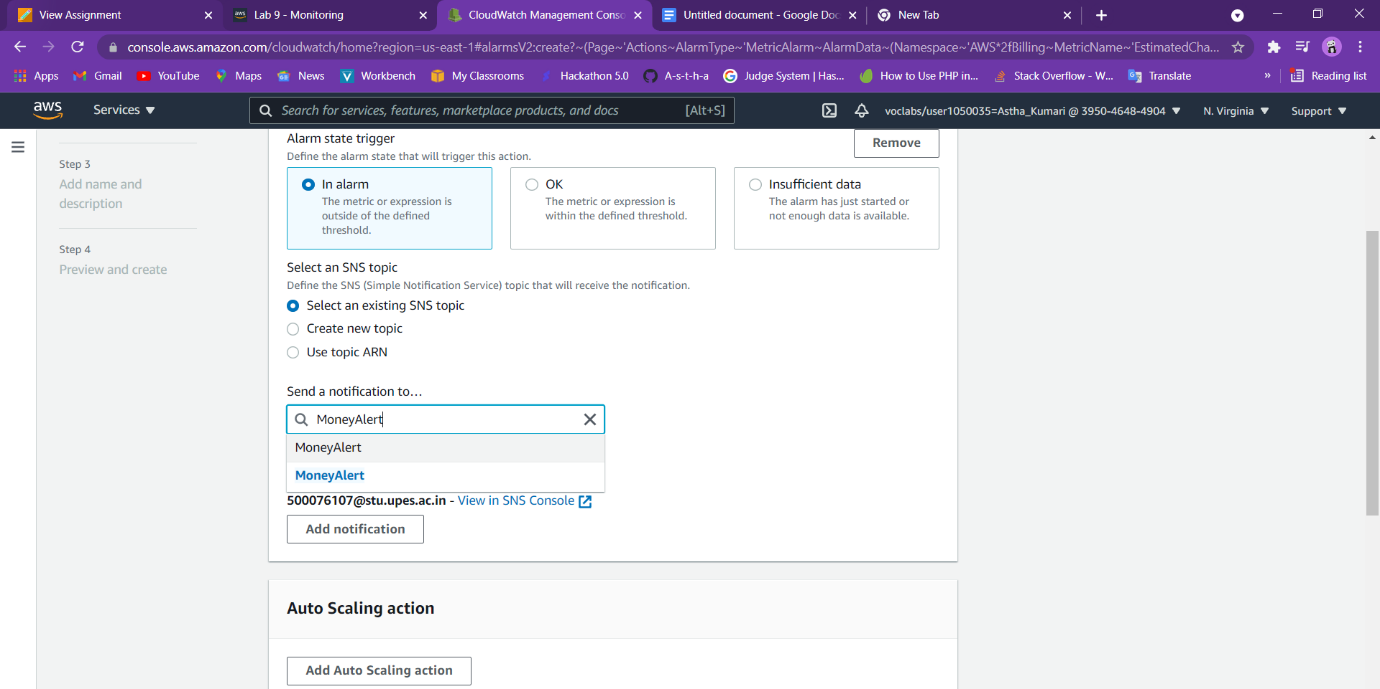 View Assignment
Lab 9 - Monitoring
CloudWatch Management Conso
Untitled document - Google Doc
New Tab
console.aws.amazon.com/cloudwatch/home?region=us-east-1#alarmsV2:create?~(Page~'Actions~AlarmType~'MetricAlarm~AlarmData~(Namespace~'AWS*2fBilling~MetricName~'EstimatedCha...
Apps
Gmail
YouTube
Maps
News
Workbench
My Classrooms
Hackathon 5.0
A-s-t-h-a
Judge System | Has...
How to Use PHP in...
Stack Overflow - W...
Translate
»
Reading list
aws
Services
Search for services, features, marketplace products, and docs
[Alt+S]
voclabs/user1050035=Astha_Kumari @ 3950-4648-4904
N. Virginia
Support
Step 3
Add name and
description
Step 4
Preview and create
Alarm state trigger
Define the alarm state that will trigger this action.
Remove
In alarm
The metric or expression is
outside of the defined
threshold.
OK
The metric or expression is
within the defined threshold.
Insufficient data
The alarm has just started or
not enough data is available.
Select an SNS topic
Define the SNS (Simple Notification Service) topic that will receive the notification.
Select an existing SNS topic
Create new topic
Use topic ARN
Send a notification to…
MoneyAlert
MoneyAlert
MoneyAlert
500076107@stu.upes.ac.in - View in SNS Console
Add notification
Auto Scaling action
Add Auto Scaling action